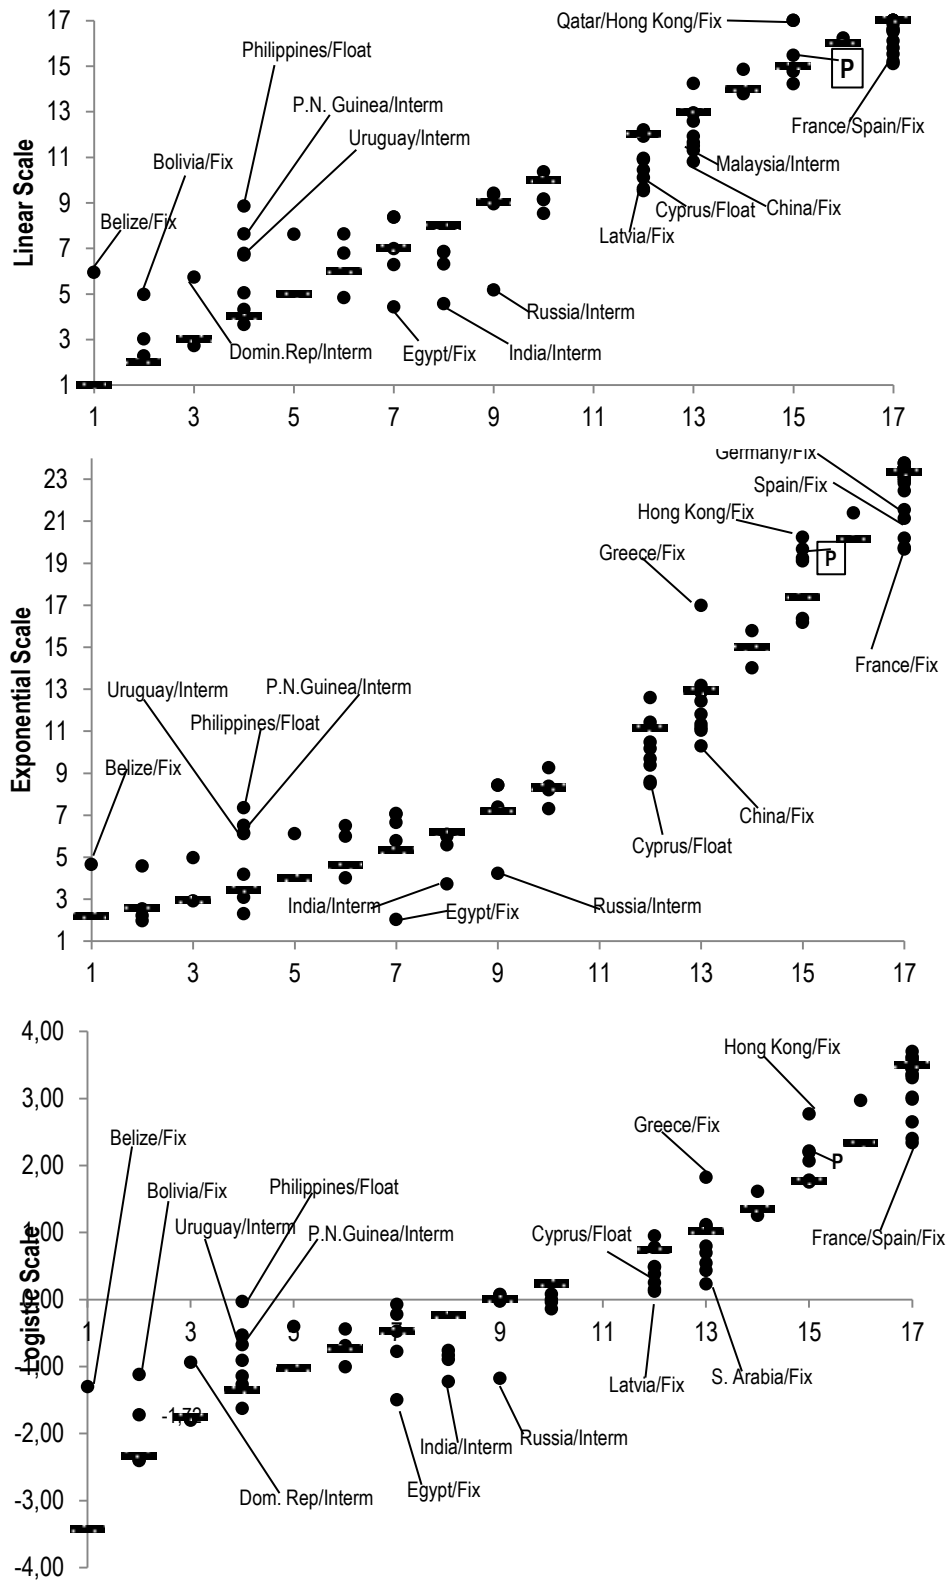 17
15
13
11
9
7
5
3
1
Linear Scale
Qatar/Hong Kong/Fix
Philippines/Float
P
P.N. Guinea/Interm
France/Spain/Fix
Uruguay/Interm
Bolivia/Fix
Malaysia/Interm
Cyprus/Float
China/Fix
Belize/Fix
Latvia/Fix
Russia/Interm
Domin.Rep/Interm
Egypt/Fix
India/Interm
1 3 5 7 9 11 13 15 17
23
21
19
17
15
13
11
9
7
5
3
1
Exponential Scale
Germany/Fix
Spain/Fix
Hong Kong/Fix
Greece/Fix
P
France/Fix
Uruguay/Interm
P.N.Guinea/Interm
Philippines/Float
Belize/Fix
China/Fix
Cyprus/Float
India/Interm
Egypt/Fix
Russia/Interm
1 3 5 7 9 11 13 15 17
4,00
3,00
2,00
1,00
0,00
-1,00
-2,00
-3,00
-4,00
Logistic Scale
Hong Kong/Fix
Belize/Fix
Greece/Fix
P
Bolivia/Fix
Philippines/Float
Uruguay/Interm
P.N.Guinea/Interm
Cyprus/Float
France/Spain/Fix
1 3 5 7 9 11 13 15 17
Latvia/Fix
S. Arabia/Fix
-1,72
India/Interm
Russia/Interm
Dom. Rep/Interm
Egypt/Fix